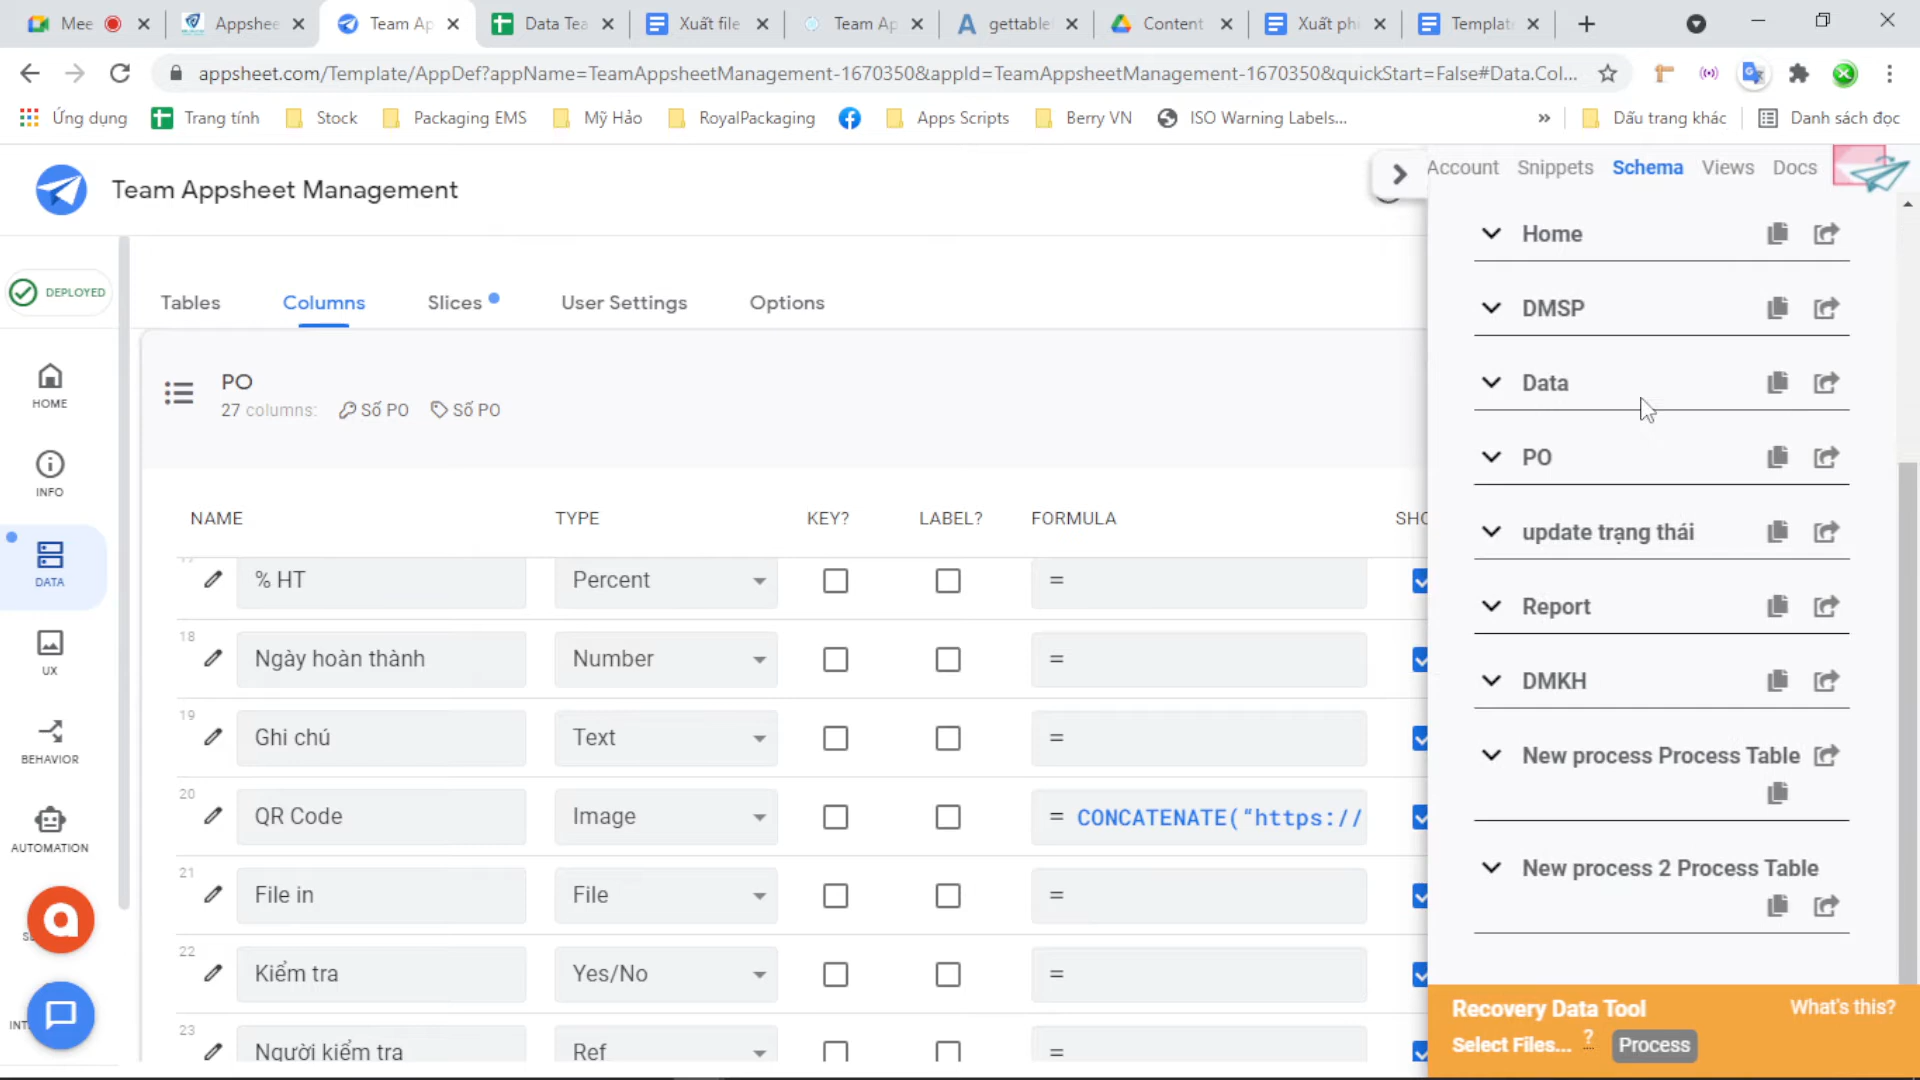 Mee
Appshee
Team Ap
Data Tea
Xuất file
Team Ap
gettable
Content
Xuất phi
Templat
appsheet.com/Template/AppDef?appName=TeamAppsheetManagement-1670350&appId=TeamAppsheetManagement-1670350&quickStart=False#Data.Col...
Ứng dụng
Trang tính
Stock
Packaging EMS
Mỹ Hảo
RoyalPackaging
Apps Scripts
Berry VN
ISO Warning Labels...
»
Dấu trang khác
Danh sách đọc
Team Appsheet Management
Account Snippets Schema Views Docs
DEPLOYED
HOME
INFO
DATA
UX
BEHAVIOR
AUTOMATION
Tables
Columns
Slices
User Settings
Options
PO
27 columns: Số PO Số PO
NAME TYPE KEY? LABEL? FORMULA
% HT Percent =
18 Ngày hoàn thành Number =
19 Ghi chú Text =
20 QR Code Image = CONCATENATE("https://
21 File in File =
22 Kiểm tra Yes/No =
23 Người kiểm tra Ref =
Home
DMSP
Data
PO
update trạng thái
Report
DMKH
New process Process Table
New process 2 Process Table
Recovery Data Tool What's this?
Select Files... ? Process